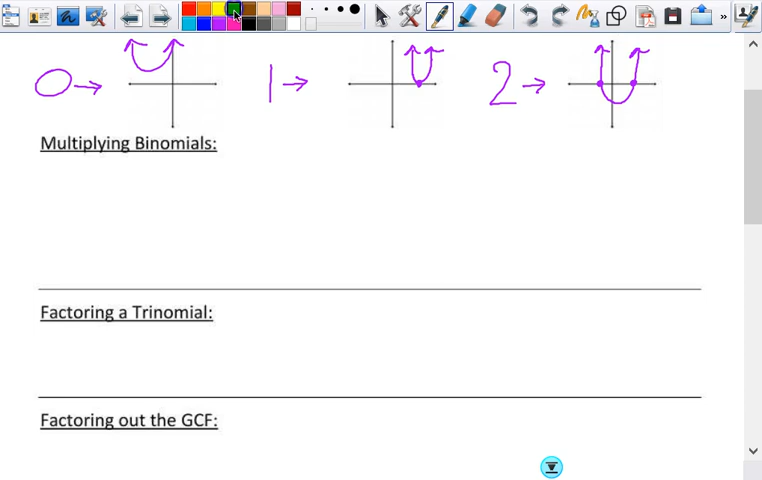 0→ 1→ 2→
Multiplying Binomials:
Factoring a Trinomial:
Factoring out the GCF: